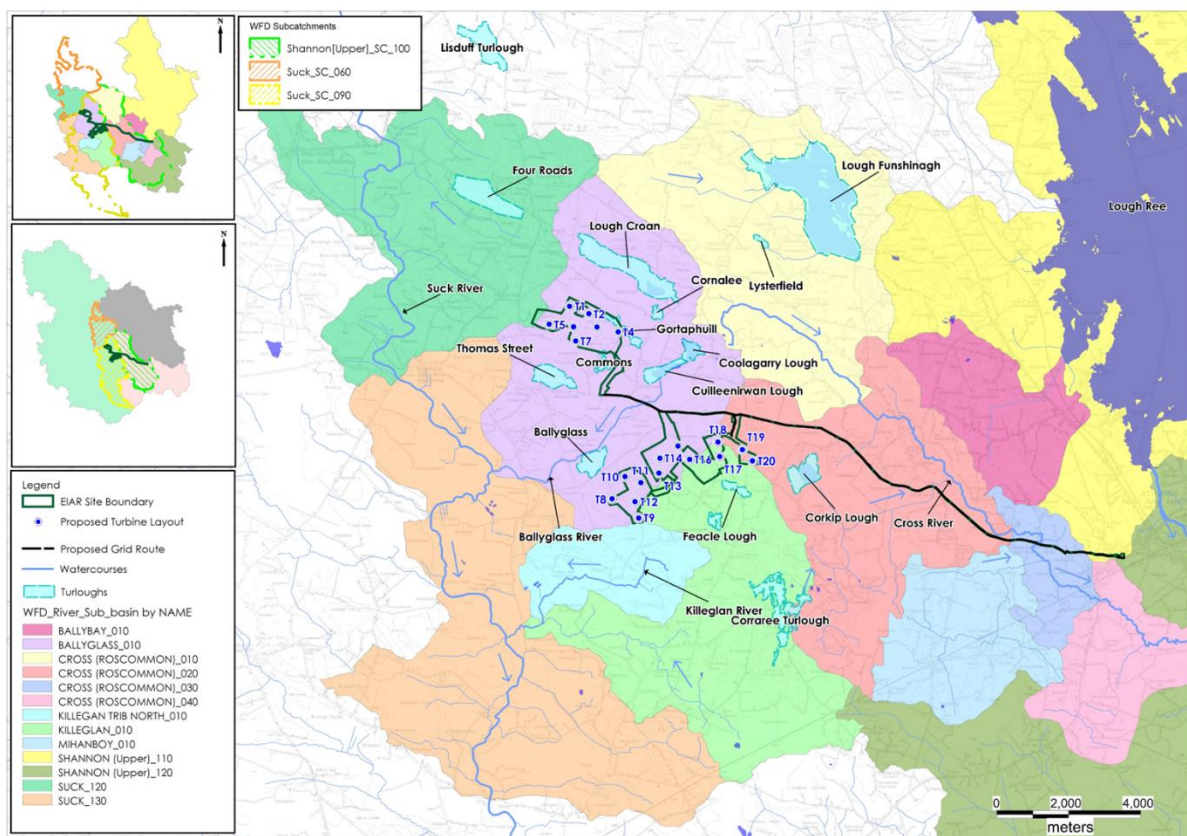 WFD Subcatchments
Shannon[Upper]_SC_100
Suck_SC_060
Suck_SC_090
N
N
Lisduff Turlough
Four Roads
Lough Funshinagh
Lough Ree
Lough Croan
Cornalee
Lysterfield
Suck River
T1
T2
T5
T4
Gortaphuill
T7
Thomas Street
Commons
Coolagarry Lough
Cuilleenirwan Lough
Ballyglass
T18
T19
T14
T16
T20
T10
T11
T17
T13
T8
T12
T9
Corkip Lough
Cross River
Ballyglass River
Feacle Lough
Killeglan River
Corraree Turlough
Legend
EIAR Site Boundary
Proposed Turbine Layout
Proposed Grid Route
Watercourses
Turloughs
WFD_River_Sub_basin by NAME
BALLYBAY_010
BALLYGLASS_010
CROSS (ROSCOMMON)_010
CROSS (ROSCOMMON)_020
CROSS (ROSCOMMON)_030
CROSS (ROSCOMMON)_040
KILLEGAN TRIB NORTH_010
KILLEGLAN_010
MIHANBOY_010
SHANNON (Upper)_110
SHANNON (Upper)_120
SUCK_120
SUCK_130
0 2,000 4,000
meters